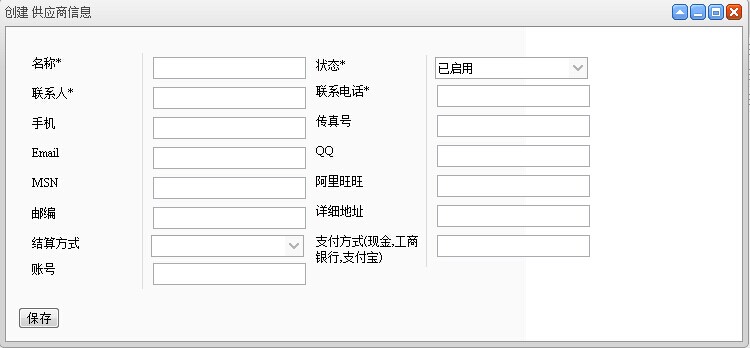 创建 供应商信息
名称*
状态*
已启用
联系人*
联系电话*
手机
传真号
Email
QQ
MSN
阿里旺旺
邮编
详细地址
结算方式
支付方式(现金,工商
银行,支付宝)
账号
保存